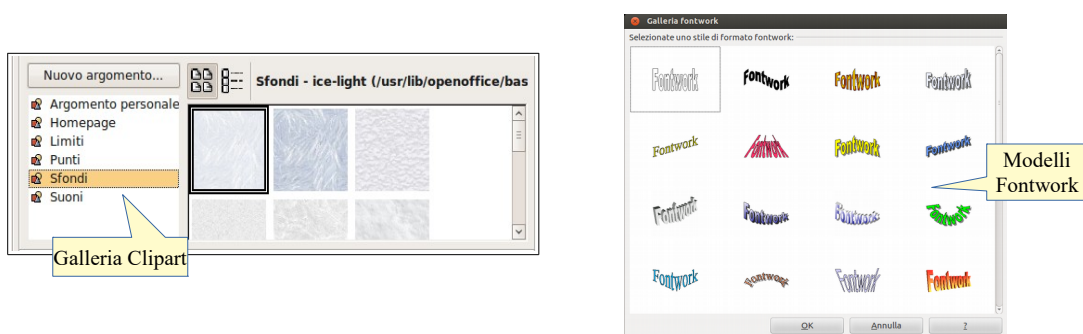 Nuovo argomento...
Sfondi - ice-light (/usr/lib/openoffice/bas
Argomento personale
Homepage
Limiti
Punti
Sfondi
Suoni
Galleria Clipart
Galleria fontwork
Selezionate uno stile di formato fontwork:
Fontwork Fontwork Fontwork Fontwork
Fontwork Fontwork Fontwork Fontwork
Fontwork Fontwork Fontwork Fontwork
Fontwork Fontwork Fontwork Fontwork
Modelli
Fontwork
OK Annulla ?